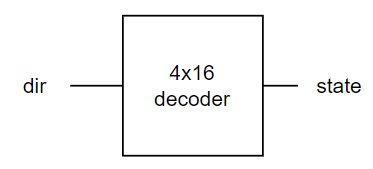 dir
4x16
decoder
state